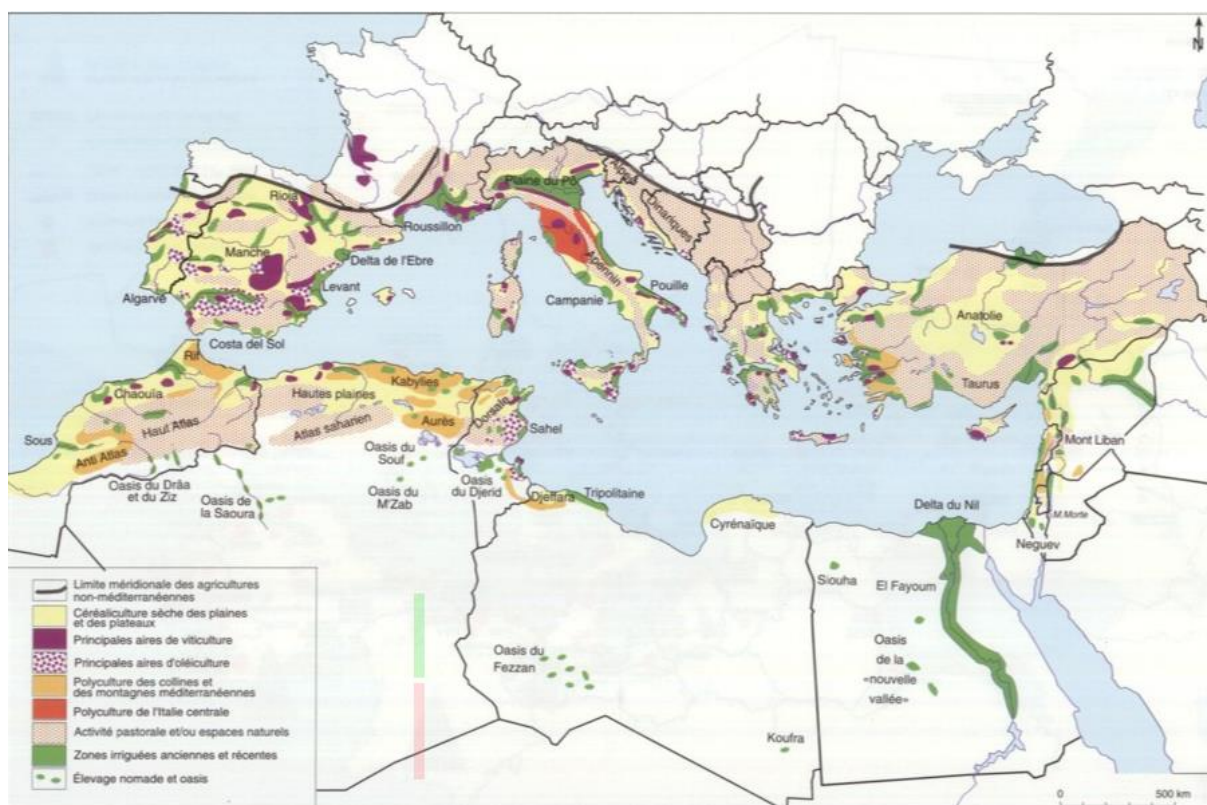 N
Rioja
Plaine du Pô
Alpes
Dinariques
Roussillon
Manche
Delta de l'Ebre
Apennin
Levant
Pouille
Algarve
Campanie
Anatolie
Costa del Sol
Rif
Taurus
Chaouïa
Hautes plaines
Kabylies
Dorsale
Haut Atlas
Atlas saharien
Aurès
Sahel
Sous
Anti Atlas
Mont Liban
Oasis du
Souf
Oasis du Drâa
et du Ziz
Oasis de
la Saoura
Oasis du
M'Zab
Oasis
du Djerid
Djeffara
Tripolitaine
Cyrénaïque
Delta du Nil
M.Morte
Neguev
Siouha
El Fayoum
Oasis
de la
«nouvelle
vallée»
Oasis du
Fezzan
Koufra
Limite méridionale des agricultures
non-méditerranéennes
Céréaliculture sèche des plaines
et des plateaux
Principales aires de viticulture
Principales aires d'oléiculture
Polyculture des collines et
des montagnes méditerranéennes
Polyculture de l'Italie centrale
Activité pastorale et/ou espaces naturels
Zones irriguées anciennes et récentes
Élevage nomade et oasis
0 500 km